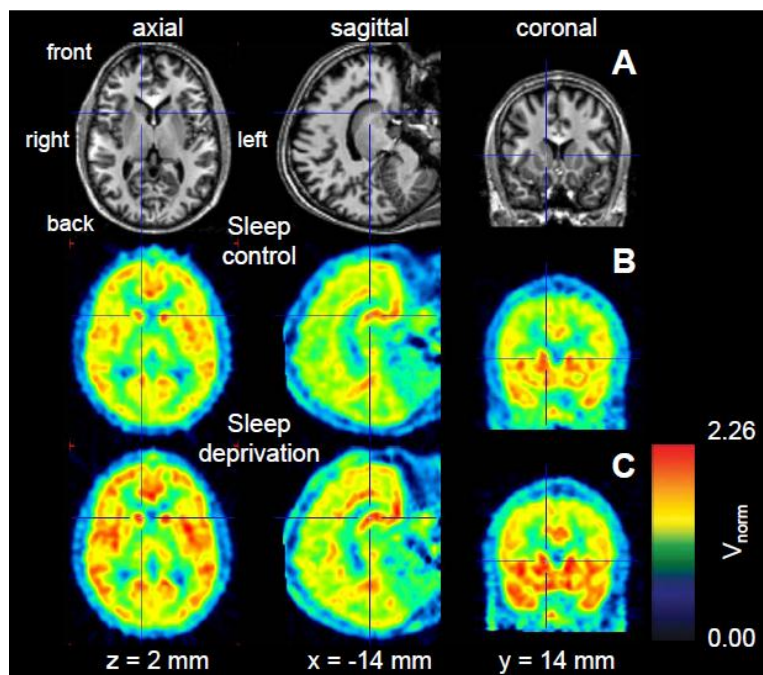 axial sagittal coronal
front A
right left
back
Sleep
control
B
Sleep
deprivation
C
2.26
Vnorm
0.00
z = 2 mm x = -14 mm y = 14 mm